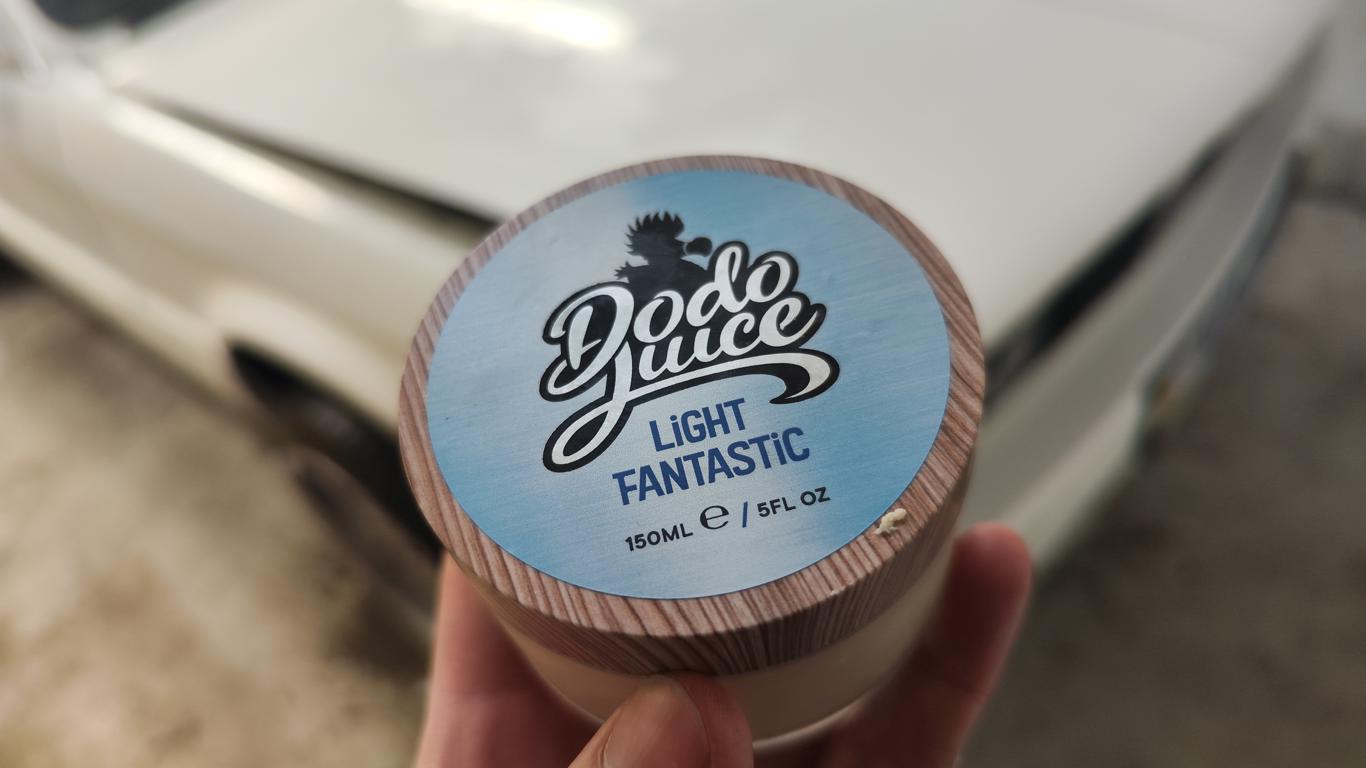 Dodo
Juice
LiGHT
FANTASTiC
150ML ℮ / 5FL OZ